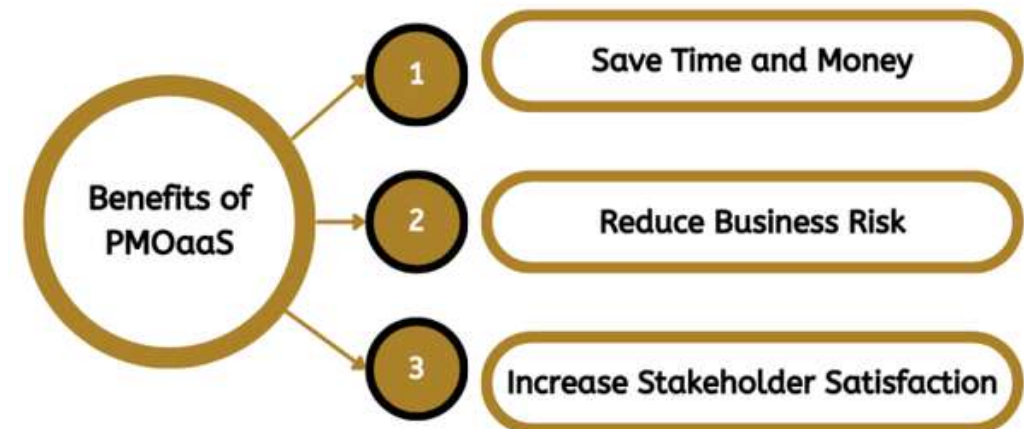 Benefits of
PMOaaS
1
Save Time and Money
2
Reduce Business Risk
3
Increase Stakeholder Satisfaction